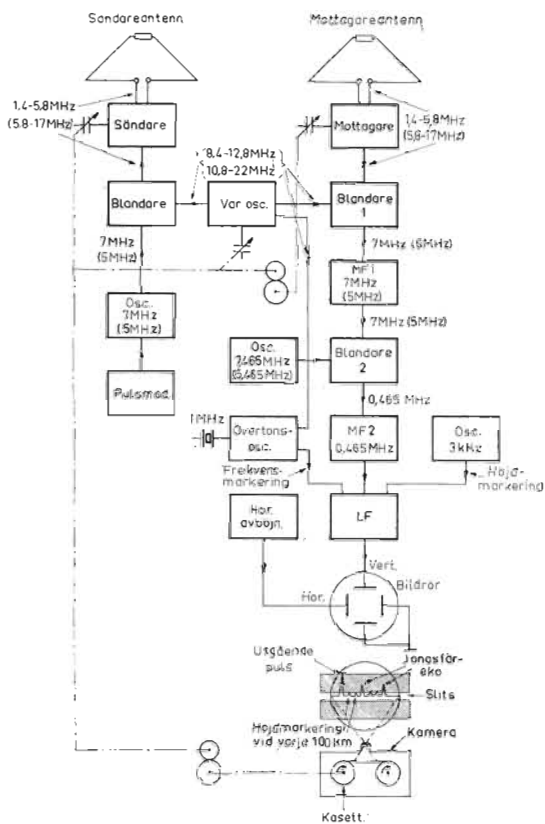 Sändareantenn
Mottagareantenn
1,4-5,8MHz
(5,8-17MHz)
Sändare
Mottagare
1,4-5,8MHz
(5,8-17MHz)
8,4-12,8MHz
10,8-22MHz
Blandare
Var osc.
Blandare
1
7MHz
(5MHz)
7MHz (5MHz)
MF1
7MHz
(5MHz)
Osc.
7MHz
(5MHz)
7MHz (5MHz)
Osc.
7,465MHz
(5,465MHz)
Blandare
2
Pulsmod.
0,465 MHz
1MHz
Övertons-
osc.
MF2
0,465MHz
Osc.
3kHz
Frekvens-
markering
Höjd-
markering
Hor.
avböjn.
LF
Vert.
Bildrör
Hor.
Utgående
puls
Jonosfär-
eko
Slits
Höjdmarkering
vid varje 100km
Kamera
Kasett.